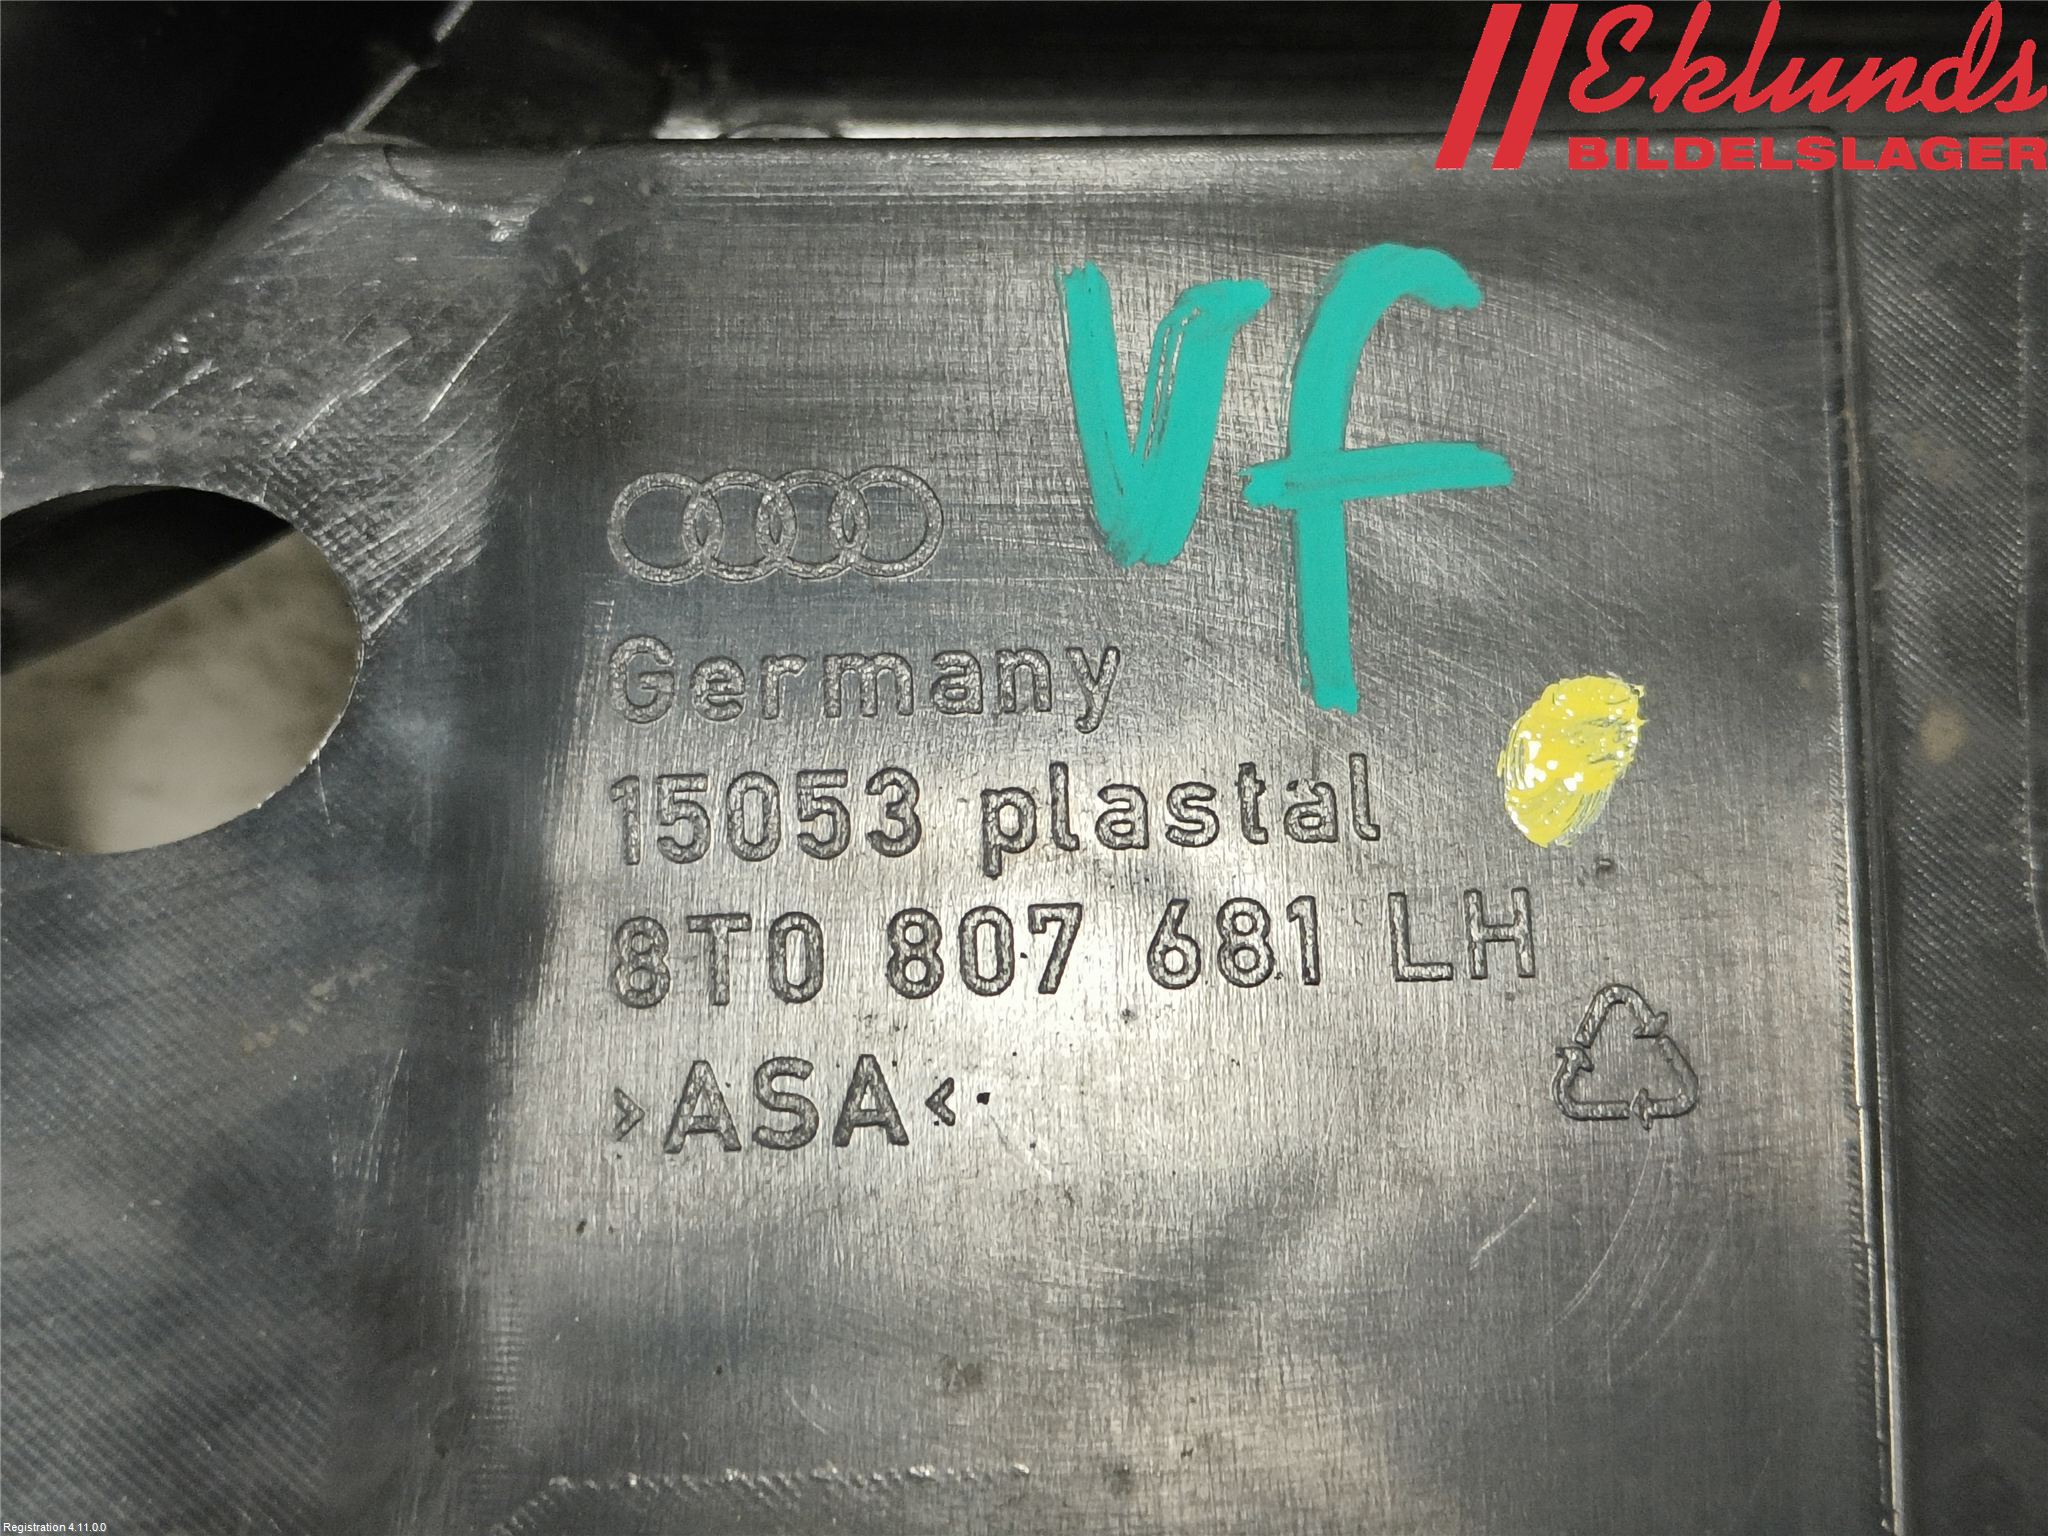 Eklunds
BILDELSLAGER
Vf
Germany
15053 plastal
8T0 807 681 LH
>ASA<
Registration 4.11.0.0